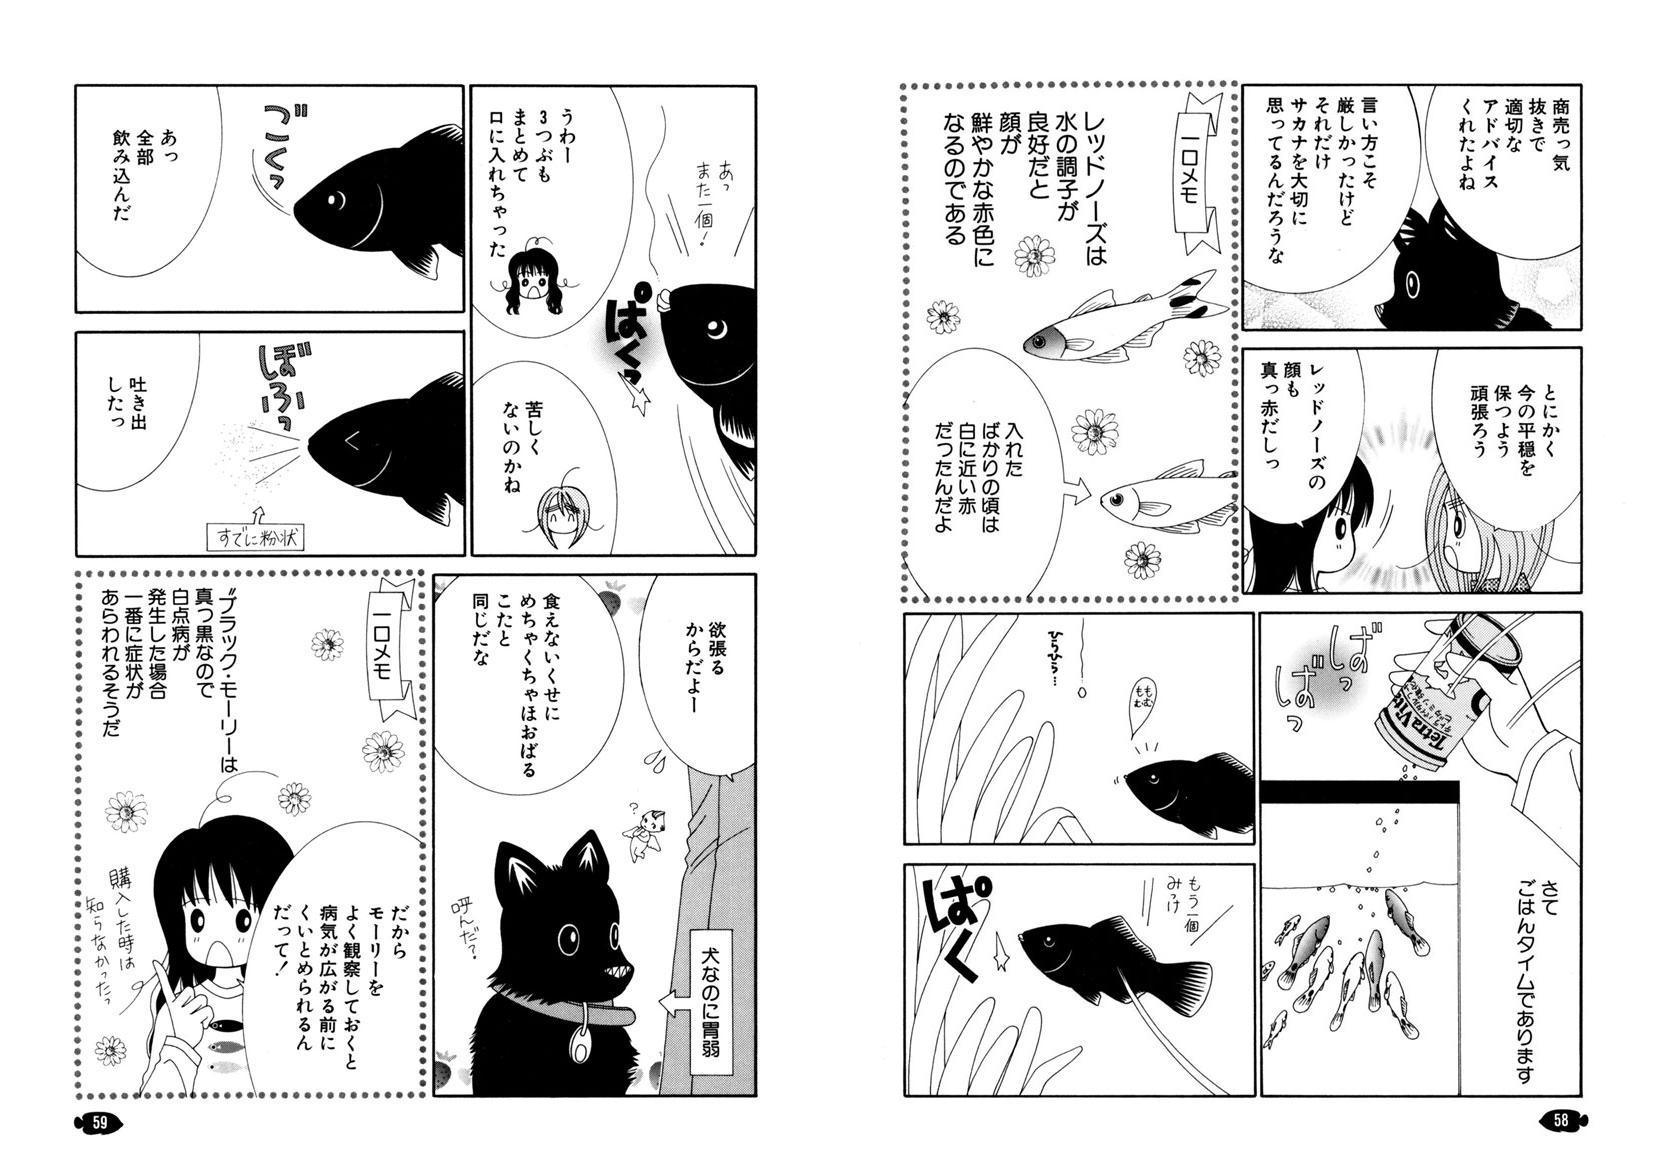 商売っ気
抜きで
適切な
アドバイス
くれたよね
言い方こそ
厳しかったけど
それだけ
サカナを大切に
思ってるんだろうな
とにかく
今の平穏を
保つよう
頑張ろう
レッドノーズの
顔も
真っ赤だしっ
一口メモ
レッドノーズは
水の調子が
良好だと
顔が
鮮やかな赤色に
なるのである
入れた
ばかりの頃は
白に近い赤
だったんだよ
ばしっ
ばしっ
Tetra Vita
さて
ごはんタイムであります
ひらひら…
もむ
もむ
もう一個
みっけ
ぱく
58
あっ
また一個!
ぱくっ
うわー
3つぶも
まとめて
口に入れちゃった
苦しく
ないのかね
ごくっ
あっ
全部
飲み込んだ
ぼふっ
吐き出
したっ
すでに粉状
欲張る
からだよー
食えないくせに
めちゃくちゃほおばる
こたと
同じだな
?
呼んだ?
犬なのに胃弱
一口メモ
"ブラック・モーリーは
真っ黒なので
白点病が
発生した場合
一番に症状が
あらわれるそうだ
だから
モーリーを
よく観察しておくと
病気が広がる前に
くいとめられるん
だって!
購入した時は
知らなかったっ
59